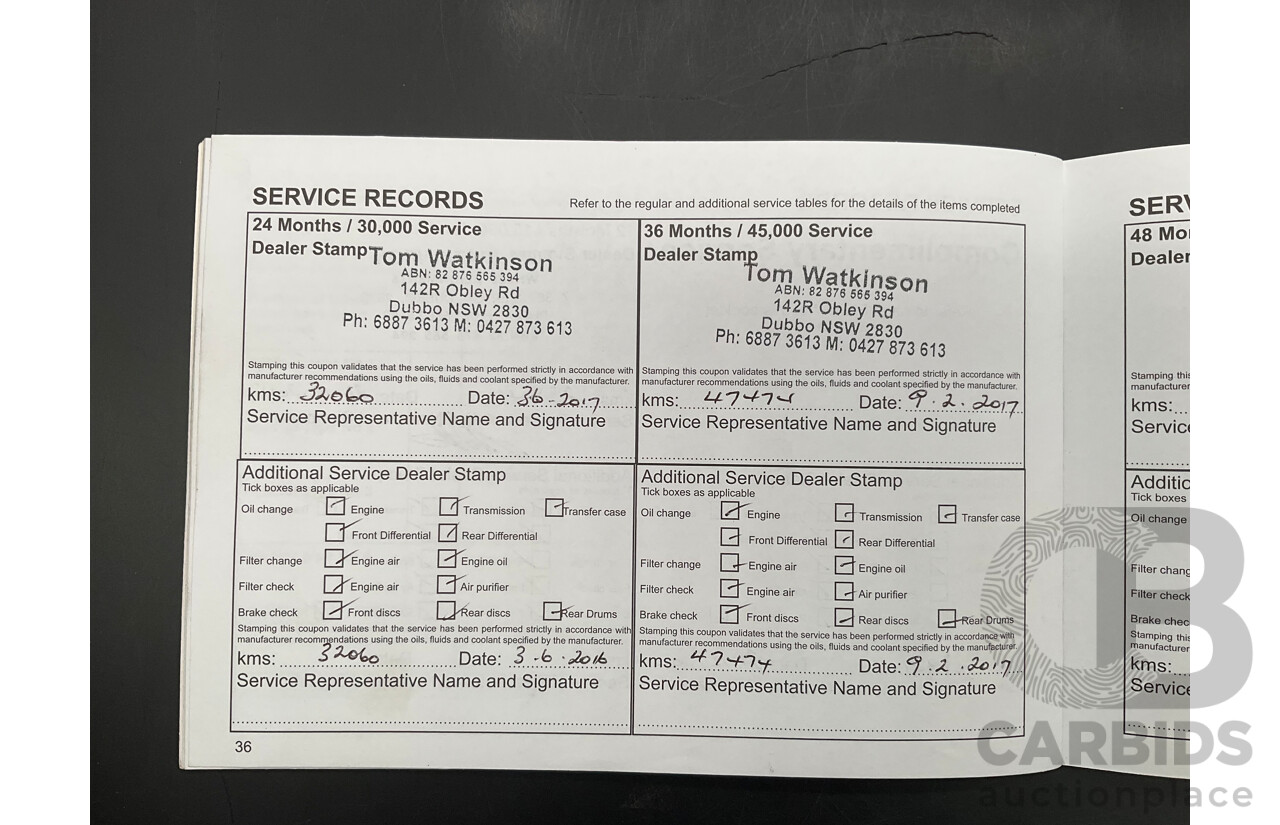 SERVICE RECORDS
Refer to the regular and additional service tables for the details of the items completed
24 Months / 30,000 Service
Dealer Stamp
Tom Watkinson
ABN: 82 876 565 394
142R Obley Rd
Dubbo NSW 2830
Ph: 6887 3613 M: 0427 873 613
Stamping this coupon validates that the service has been performed strictly in accordance with
manufacturer recommendations using the oils, fluids and coolant specified by the manufacturer.
kms: 32060 Date: 36-2017
Service Representative Name and Signature
Additional Service Dealer Stamp
Tick boxes as applicable
Oil change Engine Transmission Transfer case
Front Differential Rear Differential
Filter change Engine air Engine oil
Filter check Engine air Air purifier
Brake check Front discs Rear discs Rear Drums
Stamping this coupon validates that the service has been performed strictly in accordance with
manufacturer recommendations using the oils, fluids and coolant specified by the manufacturer.
kms: 32060 Date: 3.6.2016
Service Representative Name and Signature
36
36 Months / 45,000 Service
Dealer Stamp
Tom Watkinson
ABN: 82 876 565 394
142R Obley Rd
Dubbo NSW 2830
Ph: 6887 3613 M: 0427 873 613
Stamping this coupon validates that the service has been performed strictly in accordance with
manufacturer recommendations using the oils, fluids and coolant specified by the manufacturer.
kms: 47474 Date: 9.2.2017
Service Representative Name and Signature
Additional Service Dealer Stamp
Tick boxes as applicable
Oil change Engine Transmission Transfer case
Front Differential Rear Differential
Filter change Engine air Engine oil
Filter check Engine air Air purifier
Brake check Front discs Rear discs Rear Drums
Stamping this coupon validates that the service has been performed strictly in accordance with
manufacturer recommendations using the oils, fluids and coolant specified by the manufacturer.
kms: 47474 Date: 9.2.2017
Service Representative Name and Signature
SERV
48 Mo
Dealer
Stamping this
manufacturer
kms:
Service
Additio
Tick boxes
Oil change
Filter chang
Filter check
Brake chec
Stamping this
manufacturer
kms:
Service
CARBIDS
auctionplace